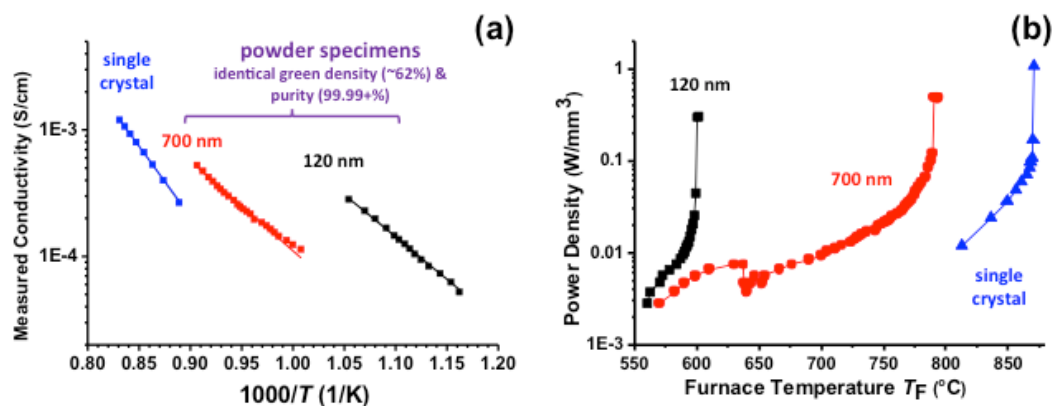 (a)
powder specimens
identical green density (~62%) &
purity (99.99+%)
single
crystal
700 nm
120 nm
1E-3
1E-4
Measured Conductivity (S/cm)
0.80 0.85 0.90 0.95 1.00 1.05 1.10 1.15 1.20
1000/T (1/K)
(b)
120 nm
700 nm
single
crystal
1
0.1
0.01
1E-3
Power Density (W/mm³)
550 600 650 700 750 800 850
Furnace Temperature TF (°C)